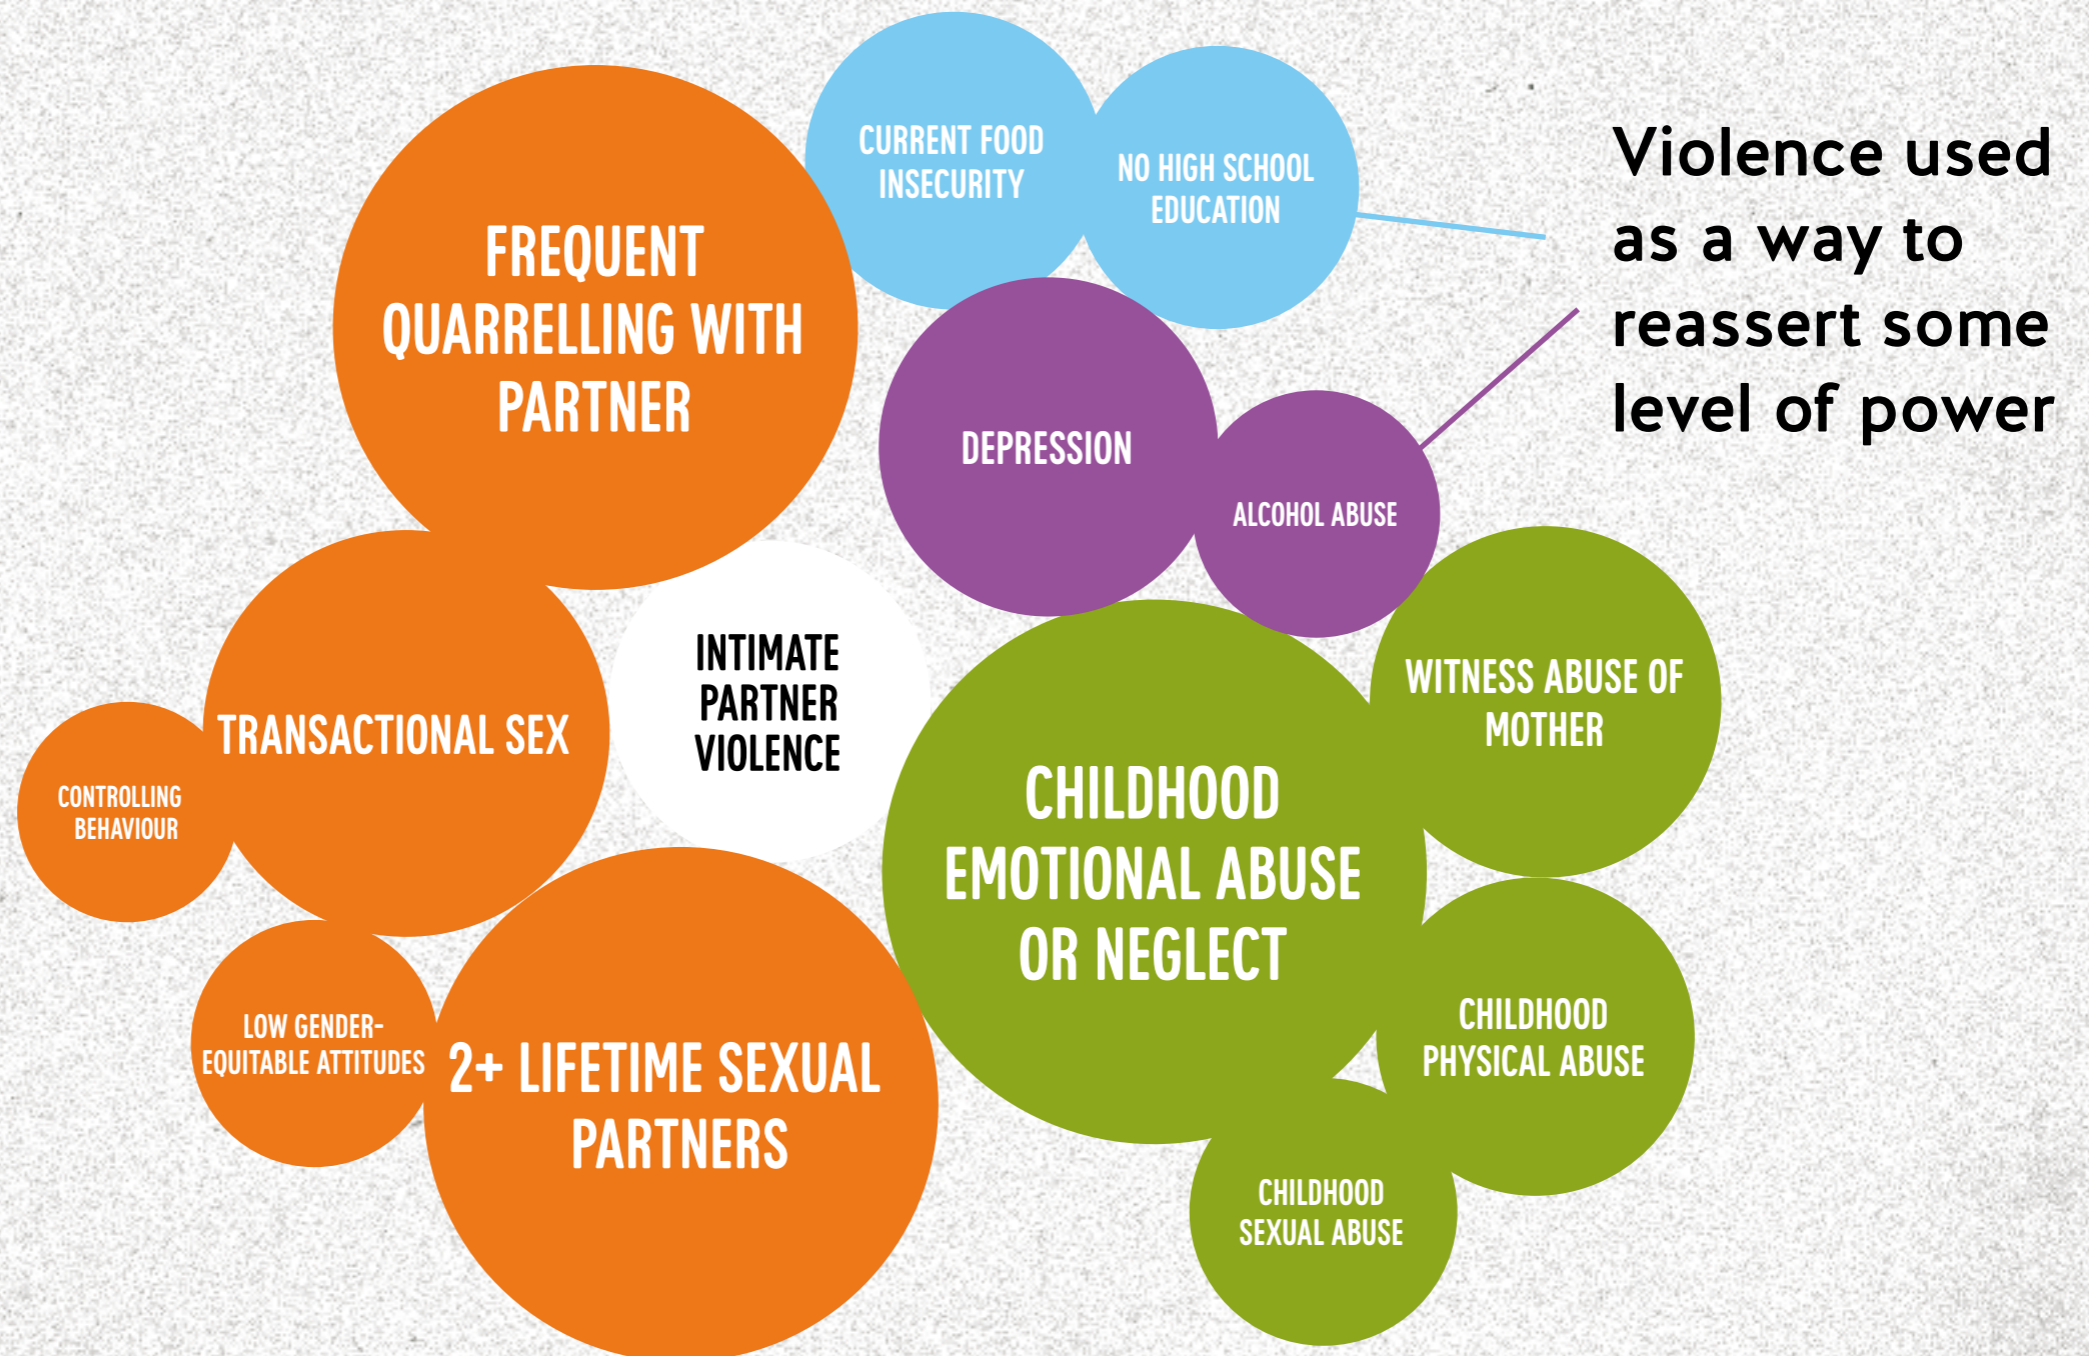 CURRENT FOOD
INSECURITY
NO HIGH SCHOOL
EDUCATION
Violence used
as a way to
reassert some
level of power
FREQUENT
QUARRELLING WITH
PARTNER
DEPRESSION
ALCOHOL ABUSE
INTIMATE
PARTNER
VIOLENCE
WITNESS ABUSE OF
MOTHER
TRANSACTIONAL SEX
CONTROLLING
BEHAVIOUR
CHILDHOOD
EMOTIONAL ABUSE
OR NEGLECT
LOW GENDER-
EQUITABLE ATTITUDES
2+ LIFETIME SEXUAL
PARTNERS
CHILDHOOD
PHYSICAL ABUSE
CHILDHOOD
SEXUAL ABUSE